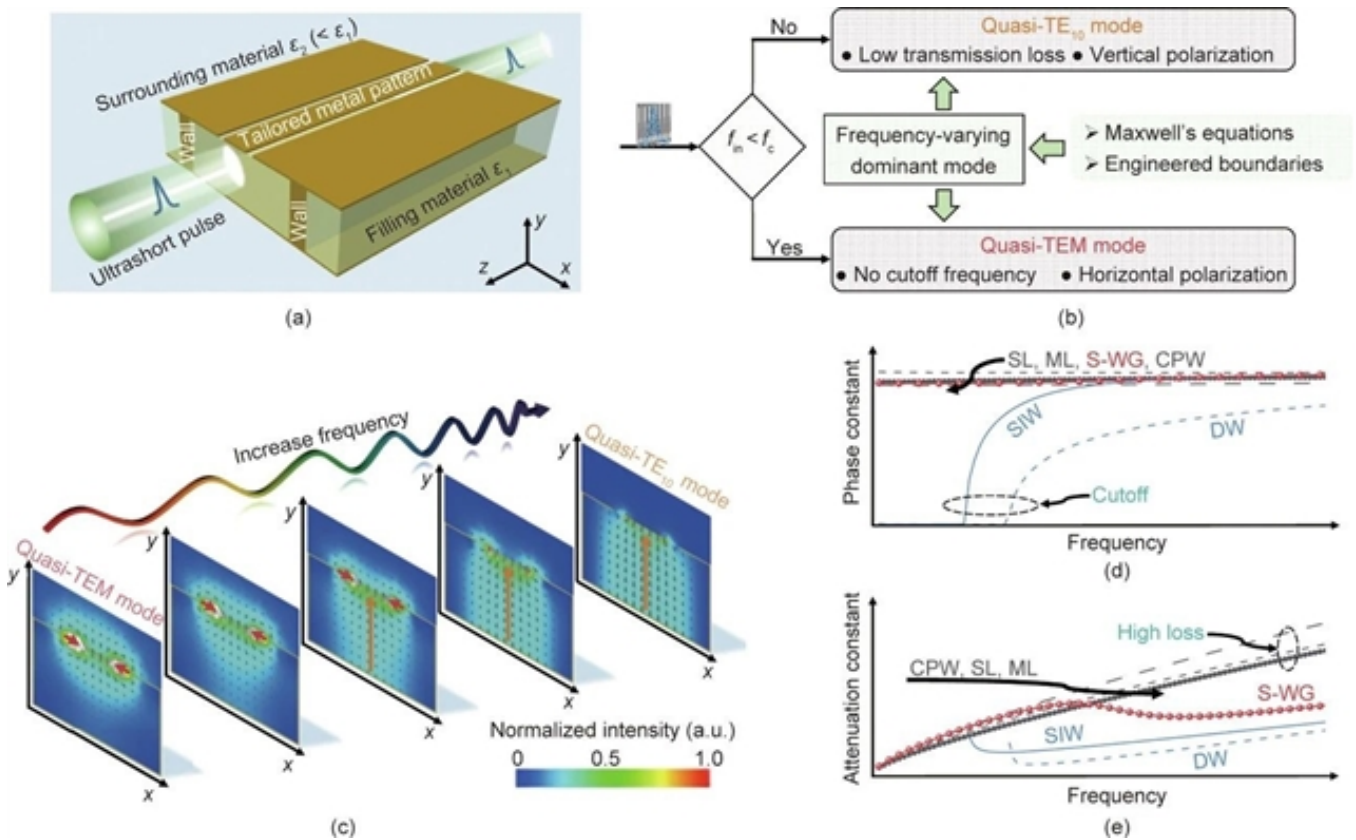 Surrounding material ε₂ (< ε₁)
Tailored metal pattern
Wall
Wall
Filling material ε₁
Ultrashort pulse
y
z
x
(a)
No
Quasi-TE₁₀ mode
● Low transmission loss ● Vertical polarization
f_in < f_c
Frequency-varying
dominant mode
➢ Maxwell's equations
➢ Engineered boundaries
Yes
Quasi-TEM mode
● No cutoff frequency ● Horizontal polarization
(b)
Increase frequency
Quasi-TEM mode
Quasi-TE₁₀ mode
y
y
y
y
y
x
x
x
x
x
Normalized intensity (a.u.)
0 0.5 1.0
(c)
Phase constant
SL, ML, S-WG, CPW
SIW
DW
Cutoff
Frequency
(d)
Attenuation constant
High loss
CPW, SL, ML
S-WG
SIW
DW
Frequency
(e)